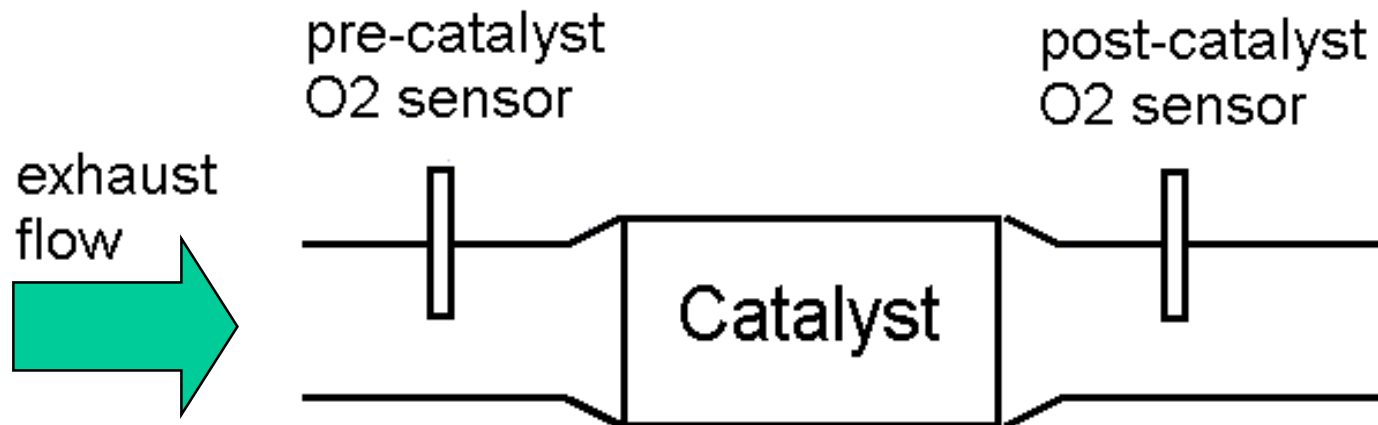 pre-catalyst
O2 sensor
post-catalyst
O2 sensor
exhaust
flow
Catalyst